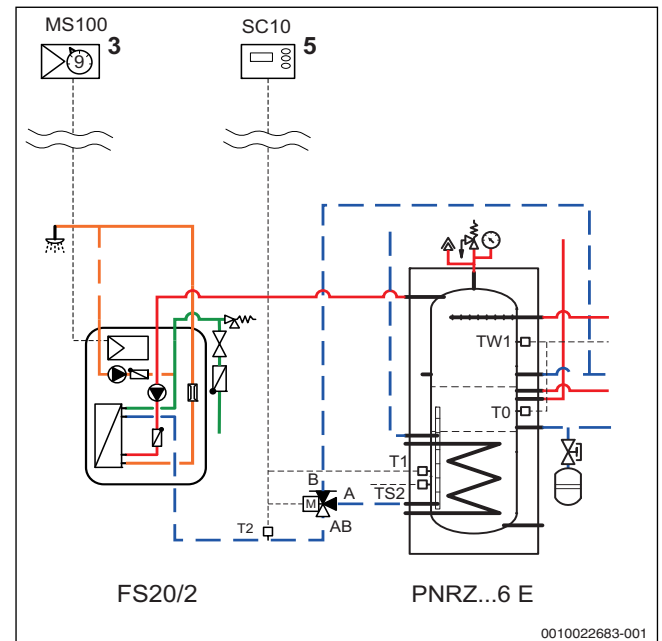 MS100
3
SC10
5
9
TW1
T0
T1
TS2
B
A
M
AB
T2
FS20/2
PNRZ...6 E
0010022683-001